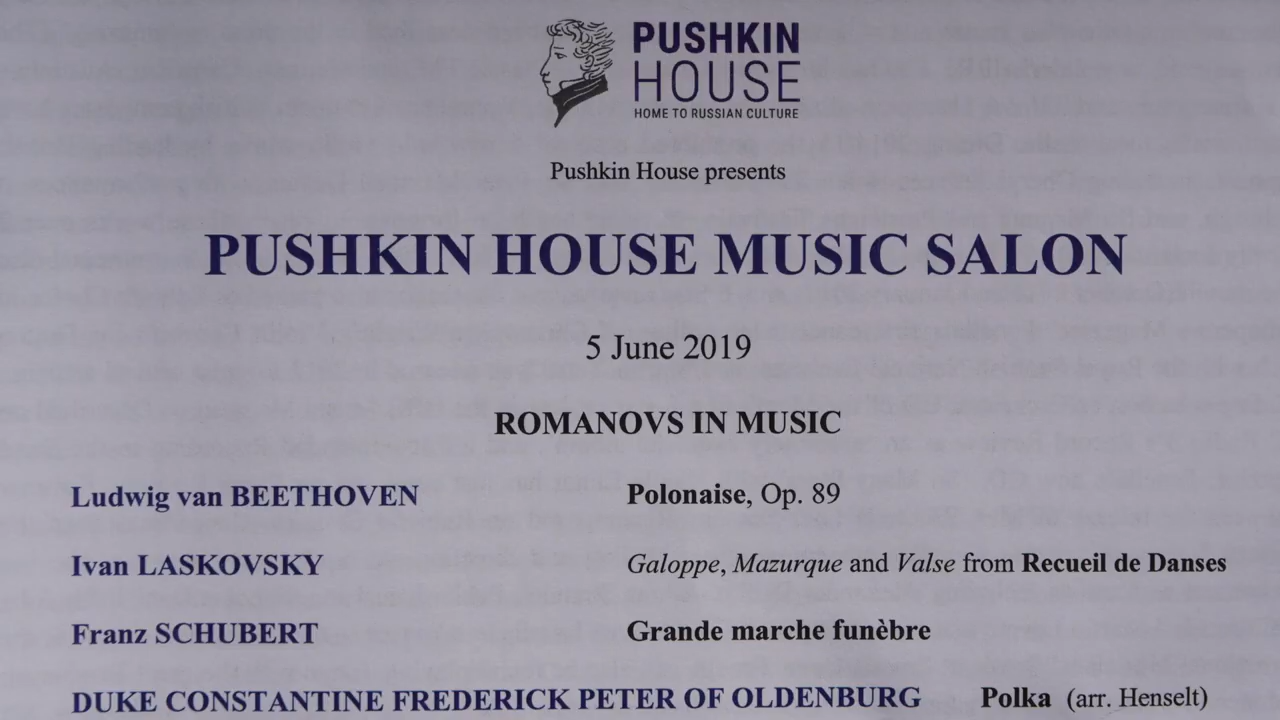 PUSHKIN
HOUSE
HOME TO RUSSIAN CULTURE
Pushkin House presents
PUSHKIN HOUSE MUSIC SALON
5 June 2019
ROMANOVS IN MUSIC
Ludwig van BEETHOVEN Polonaise, Op. 89
Ivan LASKOVSKY Galoppe, Mazurque and Valse from Recueil de Danses
Franz SCHUBERT Grande marche funèbre
DUKE CONSTANTINE FREDERICK PETER OF OLDENBURG Polka (arr. Henselt)